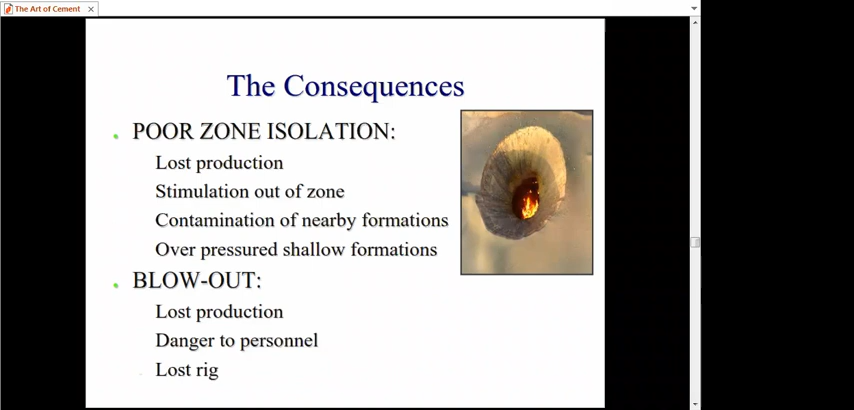 The Art of Cement
The Consequences
POOR ZONE ISOLATION:
Lost production
Stimulation out of zone
Contamination of nearby formations
Over pressured shallow formations
BLOW-OUT:
Lost production
Danger to personnel
Lost rig